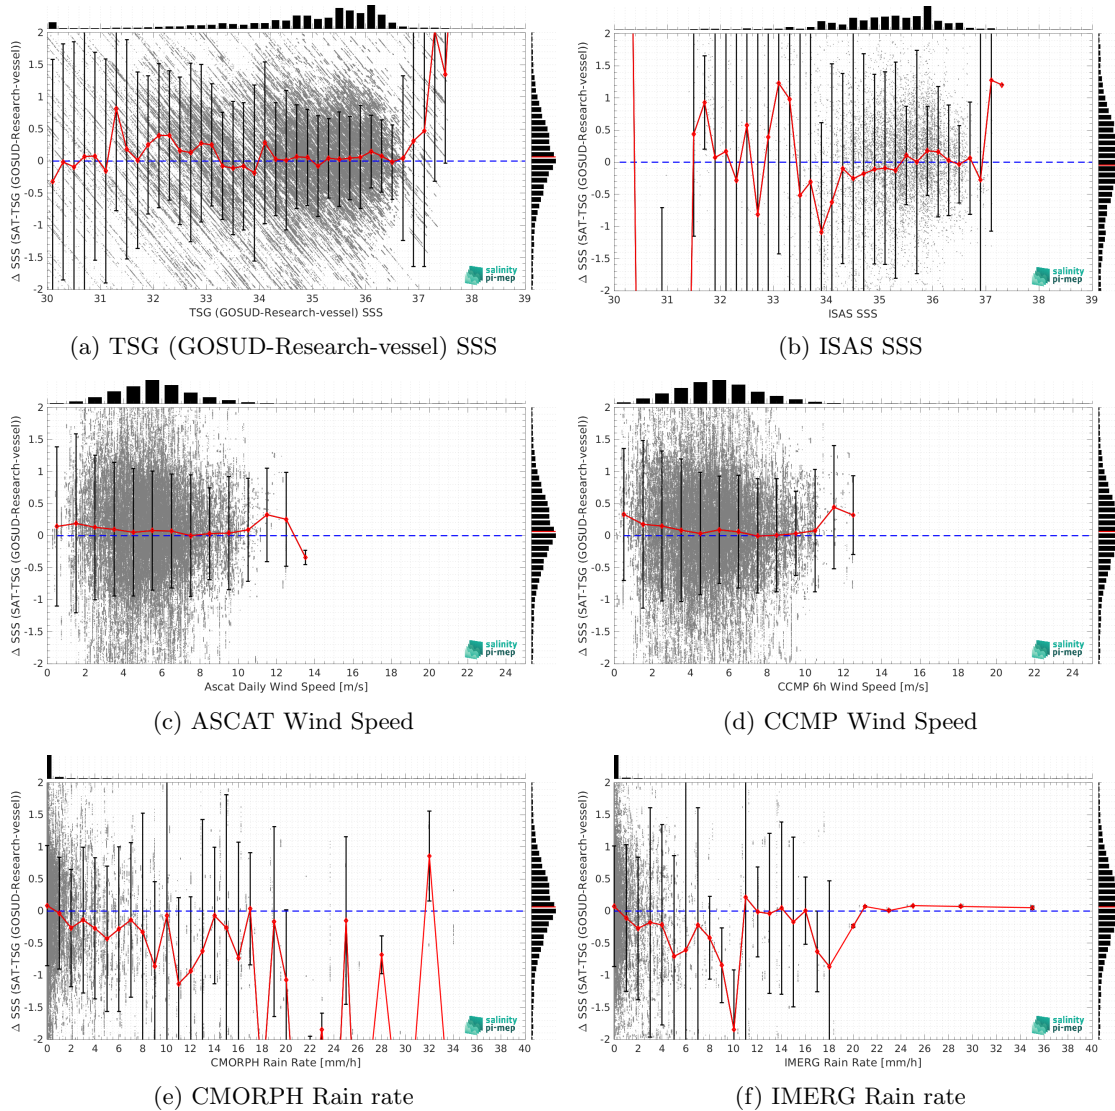 2
1.5
1
0.5
0
-0.5
-1
-1.5
-2
Δ SSS (SAT-TSG (GOSUD-Research-vessel))
30 31 32 33 34 35 36 37 38 39
TSG (GOSUD-Research-vessel) SSS
salinity
pi-mep
(a) TSG (GOSUD-Research-vessel) SSS
2
1.5
1
0.5
0
-0.5
-1
-1.5
-2
Δ SSS (SAT-TSG (GOSUD-Research-vessel))
30 31 32 33 34 35 36 37 38 39
ISAS SSS
salinity
pi-mep
(b) ISAS SSS
2
1.5
1
0.5
0
-0.5
-1
-1.5
-2
Δ SSS (SAT-TSG (GOSUD-Research-vessel))
0 2 4 6 8 10 12 14 16 18 20 22 24
Ascat Daily Wind Speed [m/s]
salinity
pi-mep
(c) ASCAT Wind Speed
2
1.5
1
0.5
0
-0.5
-1
-1.5
-2
Δ SSS (SAT-TSG (GOSUD-Research-vessel))
0 2 4 6 8 10 12 14 16 18 20 22 24
CCMP 6h Wind Speed [m/s]
salinity
pi-mep
(d) CCMP Wind Speed
2
1.5
1
0.5
0
-0.5
-1
-1.5
-2
Δ SSS (SAT-TSG (GOSUD-Research-vessel))
0 2 4 6 8 10 12 14 16 18 20 22 24 26 28 30 32 34 36 38 40
CMORPH Rain Rate [mm/h]
salinity
pi-mep
(e) CMORPH Rain rate
2
1.5
1
0.5
0
-0.5
-1
-1.5
-2
Δ SSS (SAT-TSG (GOSUD-Research-vessel))
0 2 4 6 8 10 12 14 16 18 20 22 24 26 28 30 32 34 36 38 40
IMERG Rain Rate [mm/h]
salinity
pi-mep
(f) IMERG Rain rate